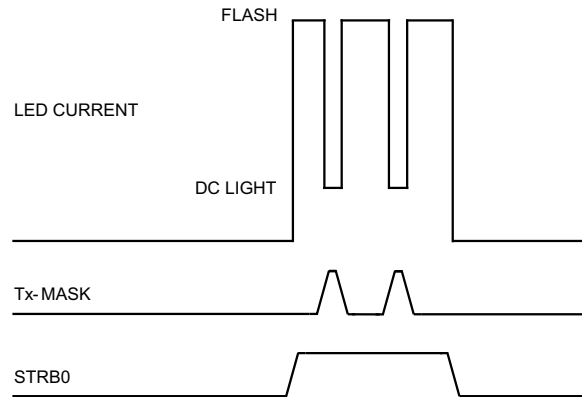 FLASH
LED CURRENT
DC LIGHT
Tx-MASK
STRB0